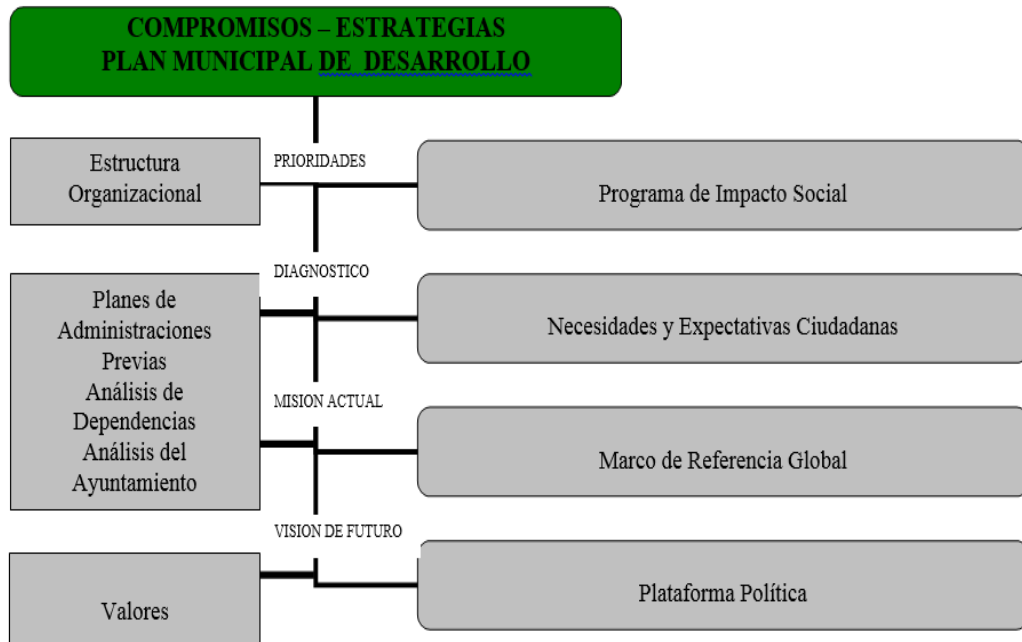 COMPROMISOS – ESTRATEGIAS
PLAN MUNICIPAL DE DESARROLLO
Estructura
Organizacional
PRIORIDADES
Programa de Impacto Social
DIAGNOSTICO
Planes de
Administraciones
Previas
Análisis de
Dependencias
Análisis del
Ayuntamiento
Necesidades y Expectativas Ciudadanas
MISION ACTUAL
Marco de Referencia Global
VISION DE FUTURO
Valores
Plataforma Política